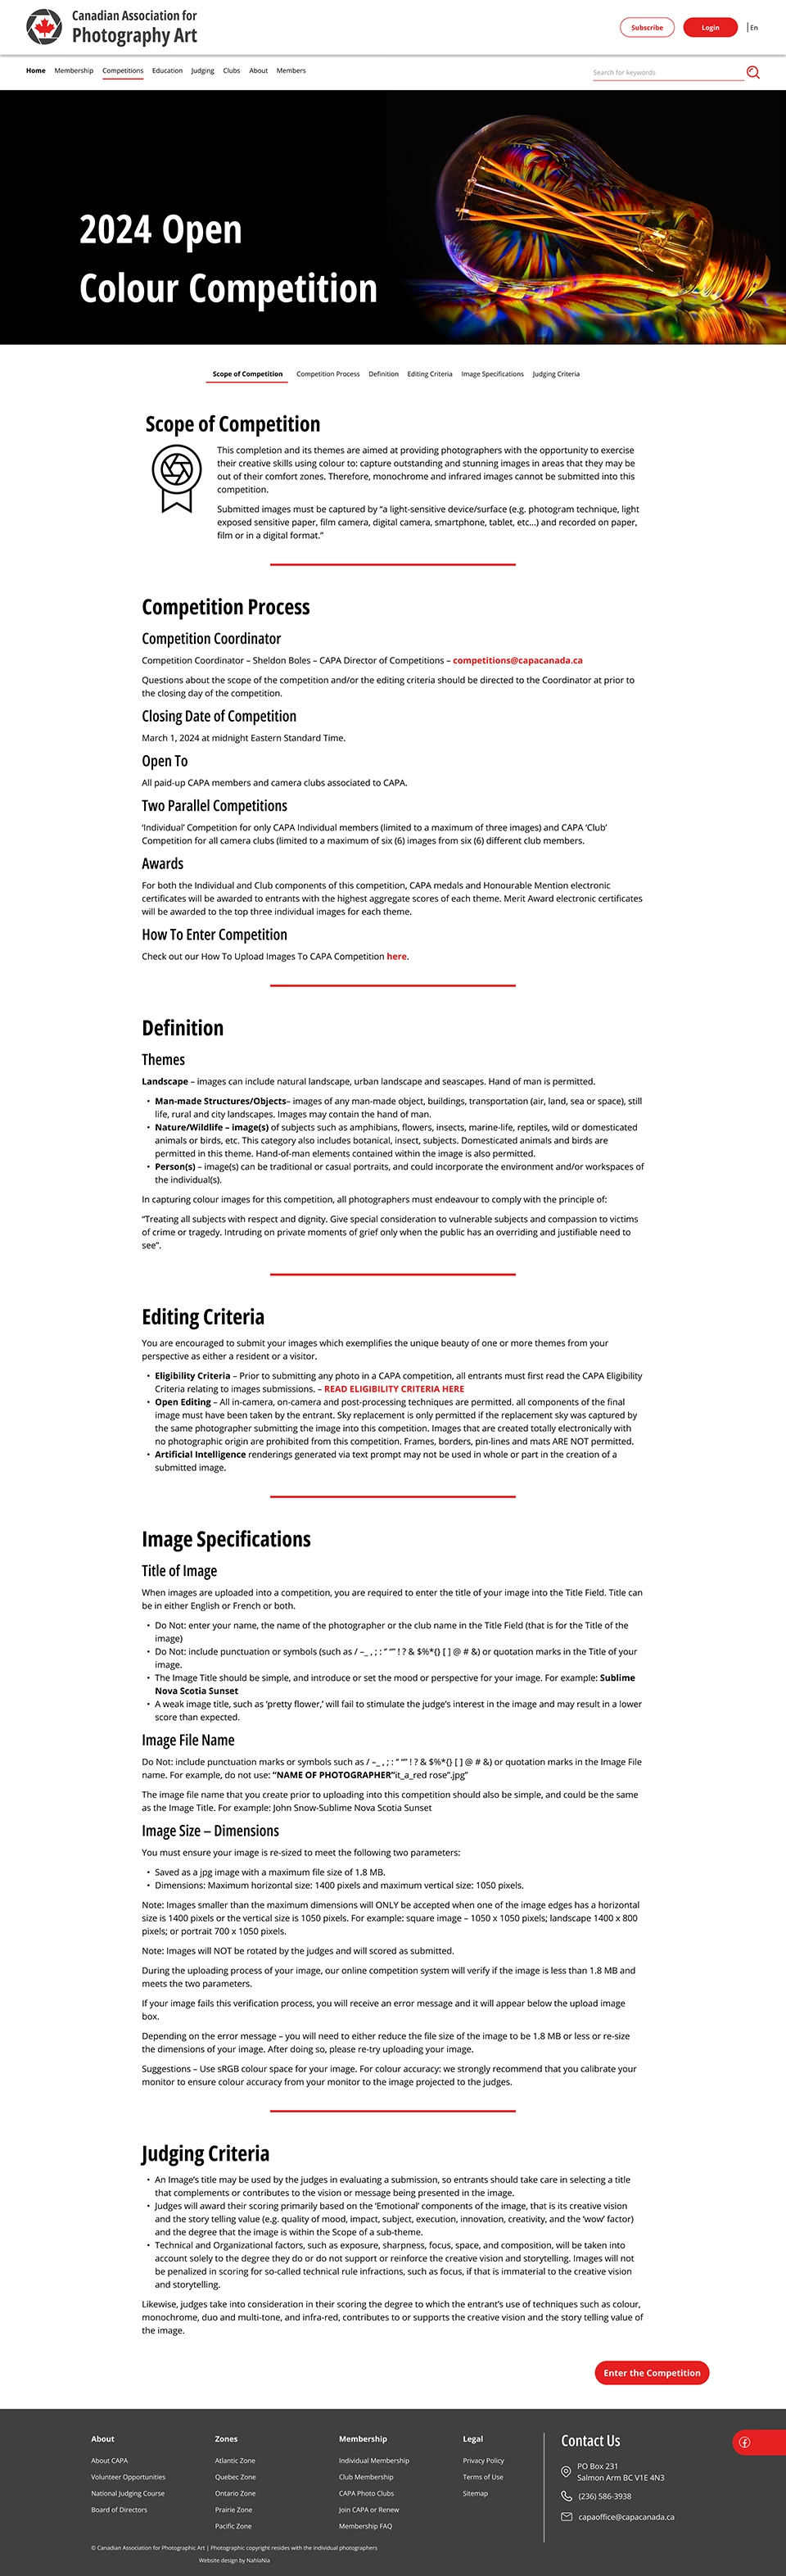 Canadian Association for
Photography Art
Subscribe
Login
En
Home Membership Competitions Education Judging Clubs About Members
Search for keywords
2024 Open
Colour Competition
Scope of Competition Competition Process Definition Editing Criteria Image Specifications Judging Criteria
Scope of Competition
This completion and its themes are aimed at providing photographers with the opportunity to exercise
their creative skills using colour to: capture outstanding and stunning images in areas that they may be
out of their comfort zones. Therefore, monochrome and infrared images cannot be submitted into this
competition.
Submitted images must be captured by “a light-sensitive device/surface (e.g. photogram technique, light
exposed sensitive paper, film camera, digital camera, smartphone, tablet, etc...) and recorded on paper,
film or in a digital format.”
Competition Process
Competition Coordinator
Competition Coordinator – Sheldon Boles – CAPA Director of Competitions – competitions@capacanada.ca
Questions about the scope of the competition and/or the editing criteria should be directed to the Coordinator at prior to
the closing day of the competition.
Closing Date of Competition
March 1, 2024 at midnight Eastern Standard Time.
Open To
All paid-up CAPA members and camera clubs associated to CAPA.
Two Parallel Competitions
‘Individual’ Competition for only CAPA Individual members (limited to a maximum of three images) and CAPA ‘Club’
Competition for all camera clubs (limited to a maximum of six (6) images from six (6) different club members.
Awards
For both the Individual and Club components of this competition, CAPA medals and Honourable Mention electronic
certificates will be awarded to entrants with the highest aggregate scores of each theme. Merit Award electronic certificates
will be awarded to the top three individual images for each theme.
How To Enter Competition
Check out our How To Upload Images To CAPA Competition here.
Definition
Themes
Landscape – images can include natural landscape, urban landscape and seascapes. Hand of man is permitted.
• Man-made Structures/Objects– images of any man-made object, buildings, transportation (air, land, sea or space), still
life, rural and city landscapes. Images may contain the hand of man.
• Nature/Wildlife – image(s) of subjects such as amphibians, flowers, insects, marine-life, reptiles, wild or domesticated
animals or birds, etc. This category also includes botanical, insect, subjects. Domesticated animals and birds are
permitted in this theme. Hand-of-man elements contained within the image is also permitted.
• Person(s) – image(s) can be traditional or casual portraits, and could incorporate the environment and/or workspaces of
the individual(s).
In capturing colour images for this competition, all photographers must endeavour to comply with the principle of:
“Treating all subjects with respect and dignity. Give special consideration to vulnerable subjects and compassion to victims
of crime or tragedy. Intruding on private moments of grief only when the public has an overriding and justifiable need to
see”.
Editing Criteria
You are encouraged to submit your images which exemplifies the unique beauty of one or more themes from your
perspective as either a resident or a visitor.
• Eligibility Criteria – Prior to submitting any photo in a CAPA competition, all entrants must first read the CAPA Eligibility
Criteria relating to images submissions. – READ ELIGIBILITY CRITERIA HERE
• Open Editing – All in-camera, on-camera and post-processing techniques are permitted. all components of the final
image must have been taken by the entrant. Sky replacement is only permitted if the replacement sky was captured by
the same photographer submitting the image into this competition. Images that are created totally electronically with
no photographic origin are prohibited from this competition. Frames, borders, pin-lines and mats ARE NOT permitted.
• Artificial Intelligence renderings generated via text prompt may not be used in whole or part in the creation of a
submitted image.
Image Specifications
Title of Image
When images are uploaded into a competition, you are required to enter the title of your image into the Title Field. Title can
be in either English or French or both.
• Do Not: enter your name, the name of the photographer or the club name in the Title Field (that is for the Title of the
image)
• Do Not: include punctuation or symbols (such as / –_ , ; : “ “” ! ? & $%*{} [ ] @ # &) or quotation marks in the Title of your
image.
• The Image Title should be simple, and introduce or set the mood or perspective for your image. For example: Sublime
Nova Scotia Sunset
• A weak image title, such as ‘pretty flower,’ will fail to stimulate the judge’s interest in the image and may result in a lower
score than expected.
Image File Name
Do Not: include punctuation marks or symbols such as / –_ , ; : “ “” ! ? & $%*{} [ ] @ # &) or quotation marks in the Image File
name. For example, do not use: “NAME OF PHOTOGRAPHER”it_a_red rose”.jpg”
The image file name that you create prior to uploading into this competition should also be simple, and could be the same
as the Image Title. For example: John Snow-Sublime Nova Scotia Sunset
Image Size – Dimensions
You must ensure your image is re-sized to meet the following two parameters:
• Saved as a jpg image with a maximum file size of 1.8 MB.
• Dimensions: Maximum horizontal size: 1400 pixels and maximum vertical size: 1050 pixels.
Note: Images smaller than the maximum dimensions will ONLY be accepted when one of the image edges has a horizontal
size is 1400 pixels or the vertical size is 1050 pixels. For example: square image – 1050 x 1050 pixels; landscape 1400 x 800
pixels; or portrait 700 x 1050 pixels.
Note: Images will NOT be rotated by the judges and will scored as submitted.
During the uploading process of your image, our online competition system will verify if the image is less than 1.8 MB and
meets the two parameters.
If your image fails this verification process, you will receive an error message and it will appear below the upload image
box.
Depending on the error message – you will need to either reduce the file size of the image to be 1.8 MB or less or re-size
the dimensions of your image. After doing so, please re-try uploading your image.
Suggestions – Use sRGB colour space for your image. For colour accuracy: we strongly recommend that you calibrate your
monitor to ensure colour accuracy from your monitor to the image projected to the judges.
Judging Criteria
• An Image’s title may be used by the judges in evaluating a submission, so entrants should take care in selecting a title
that complements or contributes to the vision or message being presented in the image.
• Judges will award their scoring primarily based on the ‘Emotional’ components of the image, that is its creative vision
and the story telling value (e.g. quality of mood, impact, subject, execution, innovation, creativity, and the ‘wow’ factor)
and the degree that the image is within the Scope of a sub-theme.
• Technical and Organizational factors, such as exposure, sharpness, focus, space, and composition, will be taken into
account solely to the degree they do or do not support or reinforce the creative vision and storytelling. Images will not
be penalized in scoring for so-called technical rule infractions, such as focus, if that is immaterial to the creative vision
and storytelling.
Likewise, judges take into consideration in their scoring the degree to which the entrant’s use of techniques such as colour,
monochrome, duo and multi-tone, and infra-red, contributes to or supports the creative vision and the story telling value of
the image.
Enter the Competition
About
About CAPA
Volunteer Opportunities
National Judging Course
Board of Directors
Zones
Atlantic Zone
Quebec Zone
Ontario Zone
Prairie Zone
Pacific Zone
Membership
Individual Membership
Club Membership
CAPA Photo Clubs
Join CAPA or Renew
Membership FAQ
Legal
Privacy Policy
Terms of Use
Sitemap
Contact Us
PO Box 231
Salmon Arm BC V1E 4N3
(236) 586-3938
capaoffice@capacanada.ca
© Canadian Association for Photographic Art | Photographic copyright resides with the individual photographers
Website design by NahlaNia